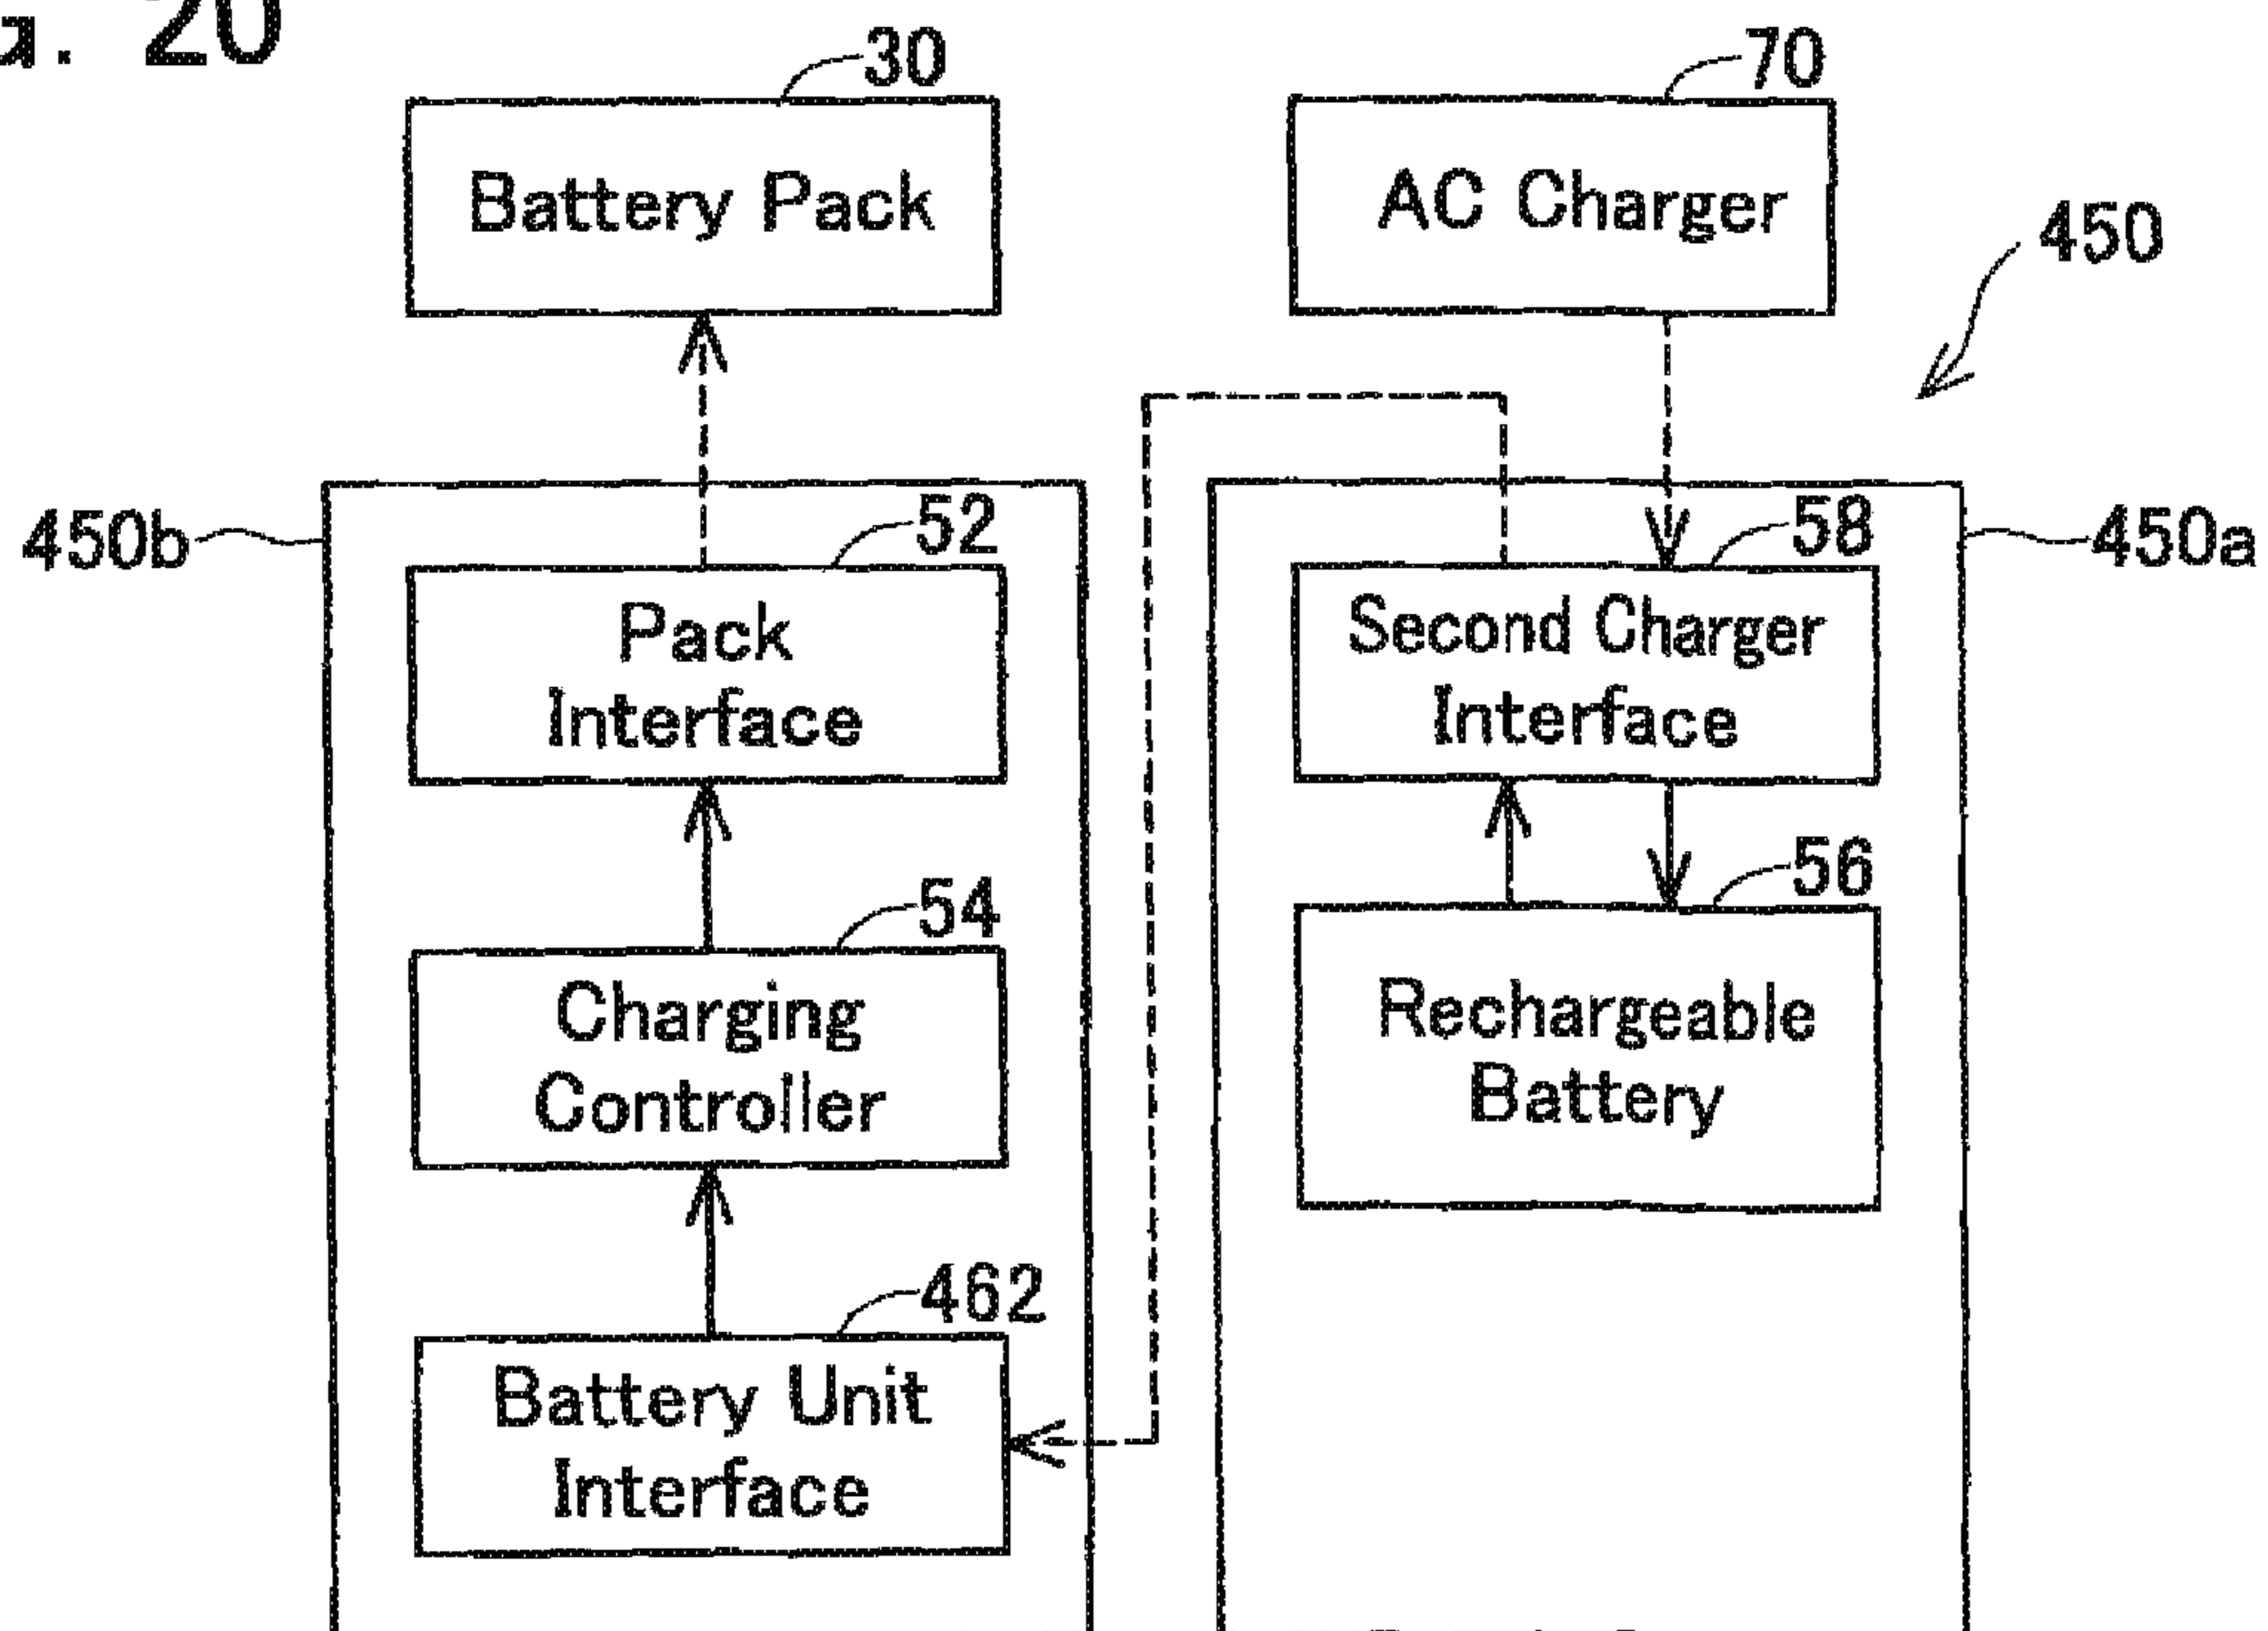 . 20
30
70
Battery Pack
AC Charger
450
450b
52
58
450a
Pack
Interface
Second Charger
Interface
54
56
Charging
Controller
Rechargeable
Battery
462
Battery Unit
Interface